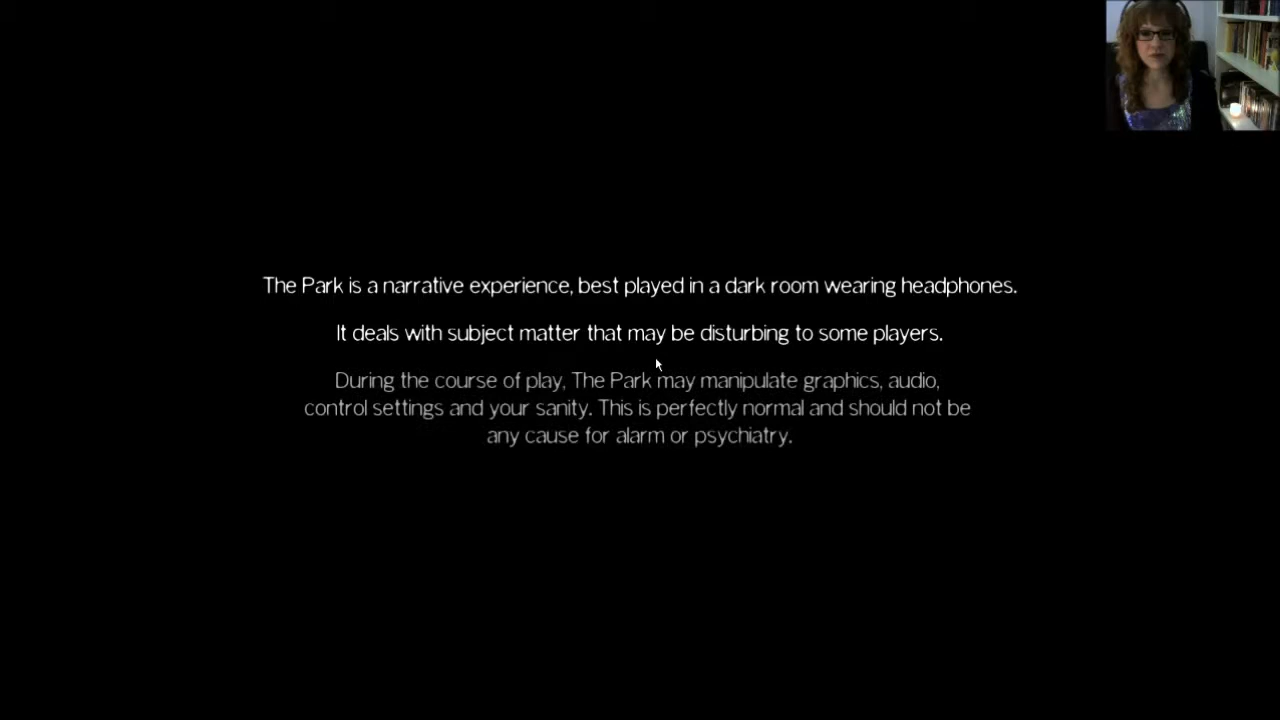 The Park is a narrative experience, best played in a dark room wearing headphones.
It deals with subject matter that may be disturbing to some players.
During the course of play, The Park may manipulate graphics, audio,
control settings and your sanity. This is perfectly normal and should not be
any cause for alarm or psychiatry.